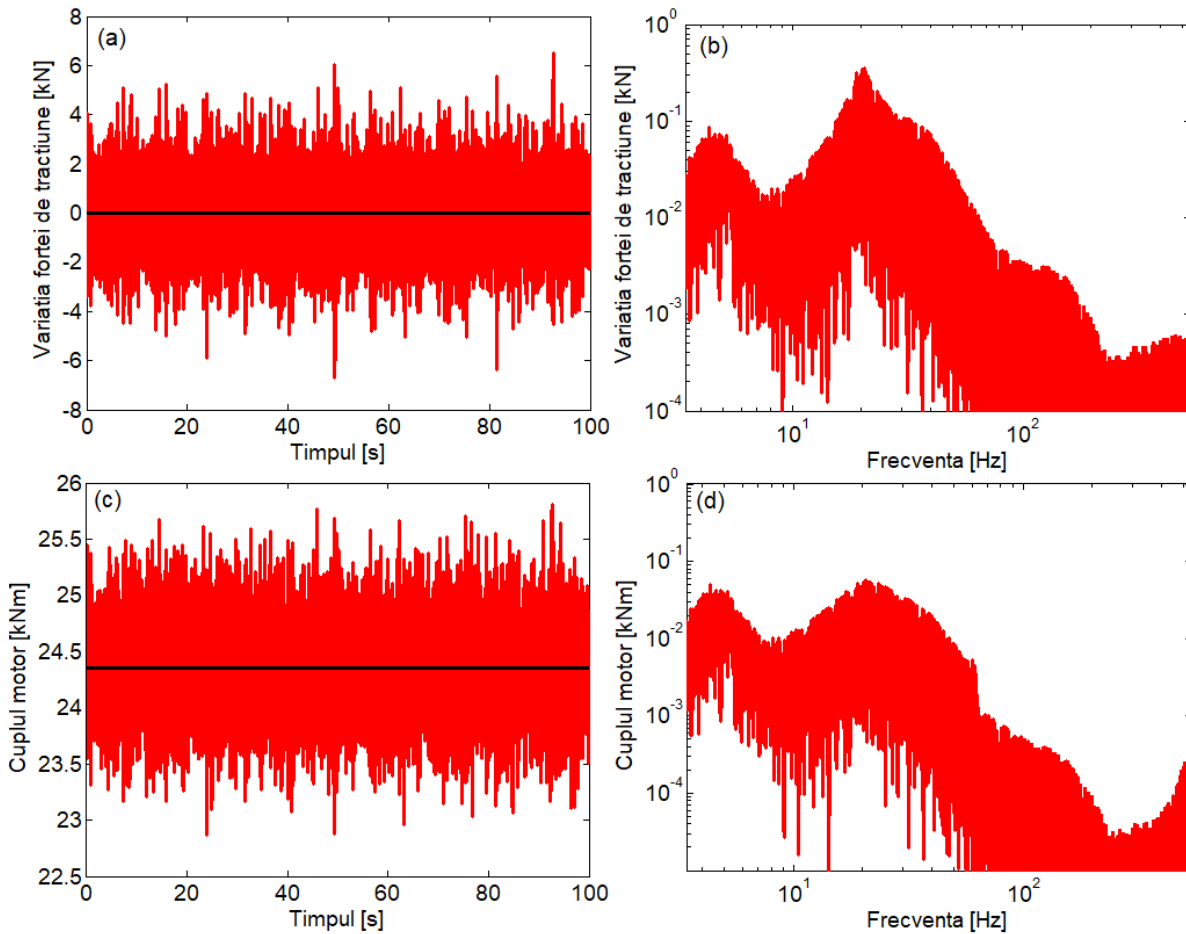 (a)
Variatia fortei de tractiune [kN]
8
6
4
2
0
-2
-4
-6
-8
0 20 40 60 80 100
Timpul [s]
(b)
Variatia fortei de tractiune [kN]
10^0
10^-1
10^-2
10^-3
10^-4
10^1 10^2
Frecventa [Hz]
(c)
Cuplul motor [kNm]
26
25.5
25
24.5
24
23.5
23
22.5
0 20 40 60 80 100
Timpul [s]
(d)
Cuplul motor [kNm]
10^0
10^-1
10^-2
10^-3
10^-4
10^1 10^2
Frecventa [Hz]